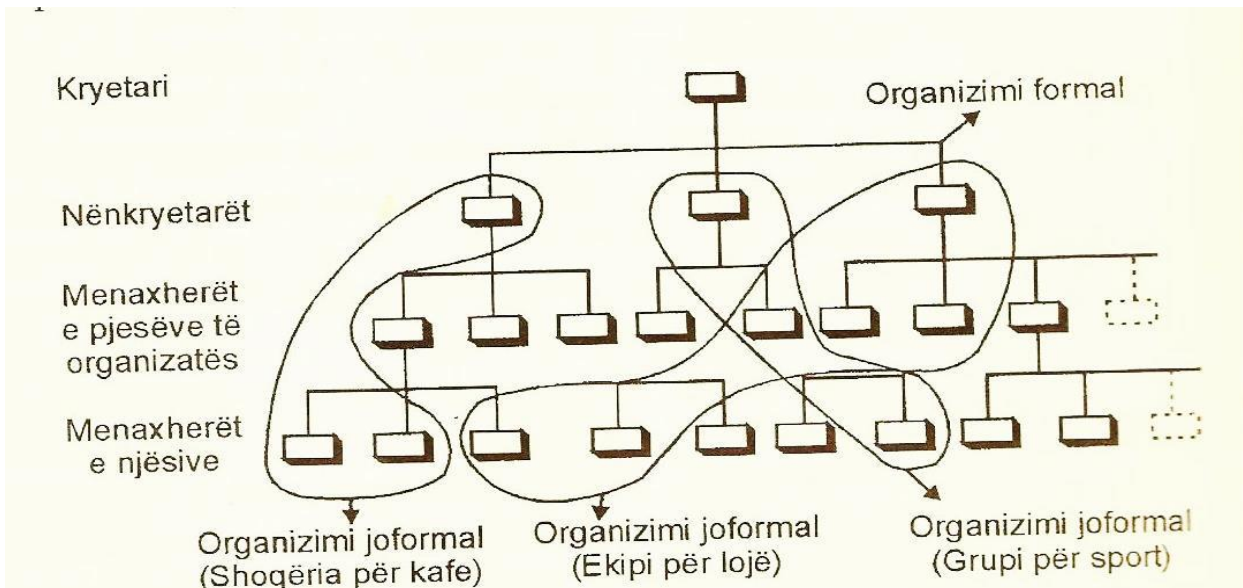 Kryetari
Organizimi formal
Nënkryetarët
Menaxherët
e pjesëve të
organizatës
Menaxherët
e njësive
Organizimi joformal
(Shoqëria për kafe)
Organizimi joformal
(Ekipi për lojë)
Organizimi joformal
(Grupi për sport)